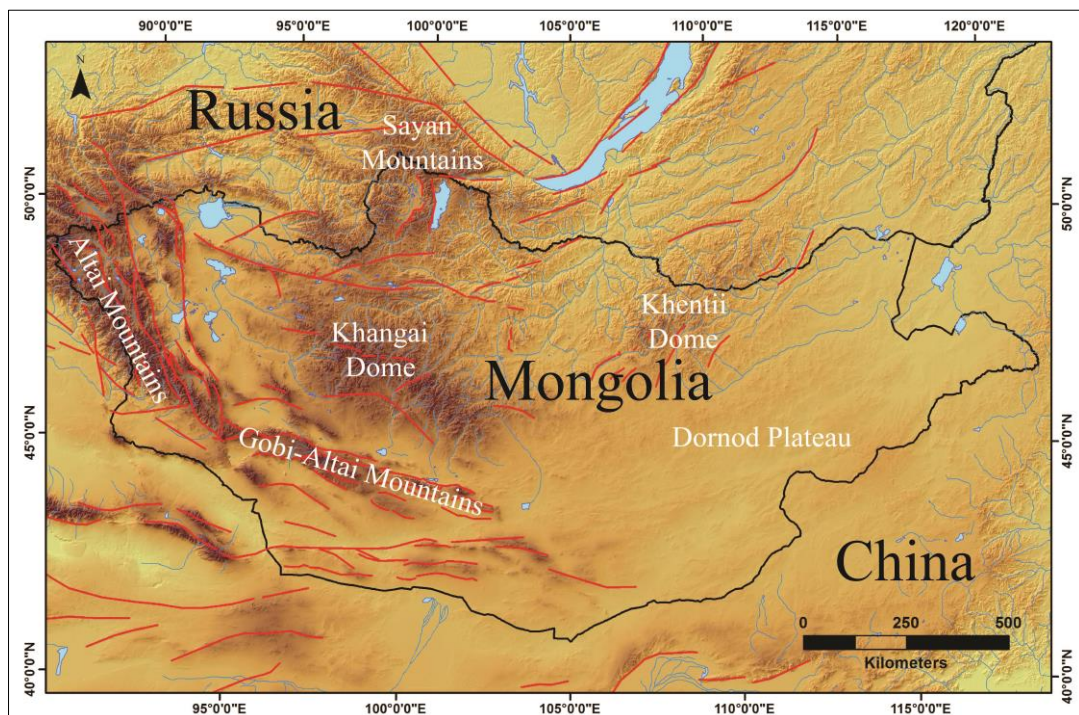 90°0'0"E
95°0'0"E
100°0'0"E
105°0'0"E
110°0'0"E
115°0'0"E
120°0'0"E
N
Russia
Sayan
Mountains
50°0'0"N
50°0'0"N
Altai Mountains
Khangai
Dome
Khentii
Dome
Mongolia
45°0'0"N
45°0'0"N
Gobi-Altai Mountains
Dornod Plateau
China
0
250
500
Kilometers
40°0'0"N
40°0'0"N
95°0'0"E
100°0'0"E
105°0'0"E
110°0'0"E
115°0'0"E